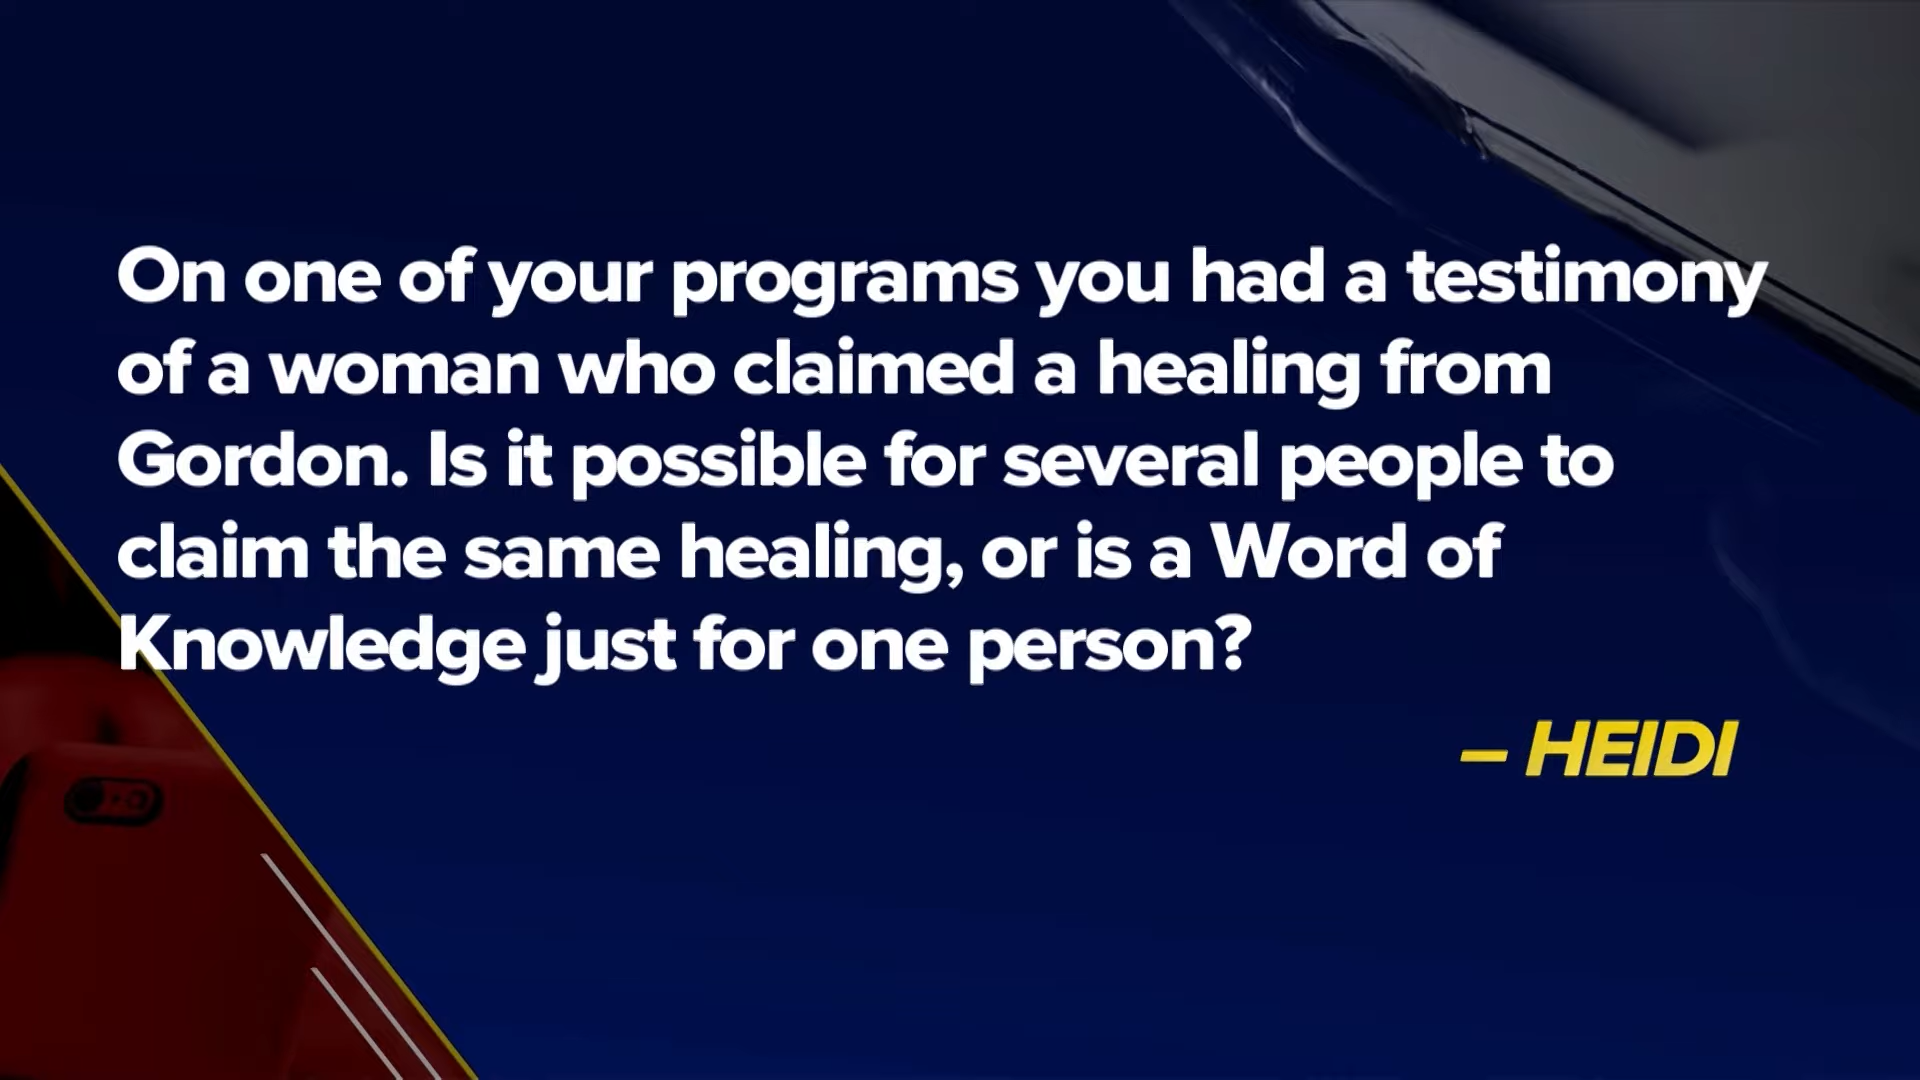 On one of your programs you had a testimony
of a woman who claimed a healing from
Gordon. Is it possible for several people to
claim the same healing, or is a Word of
Knowledge just for one person?
– HEIDI